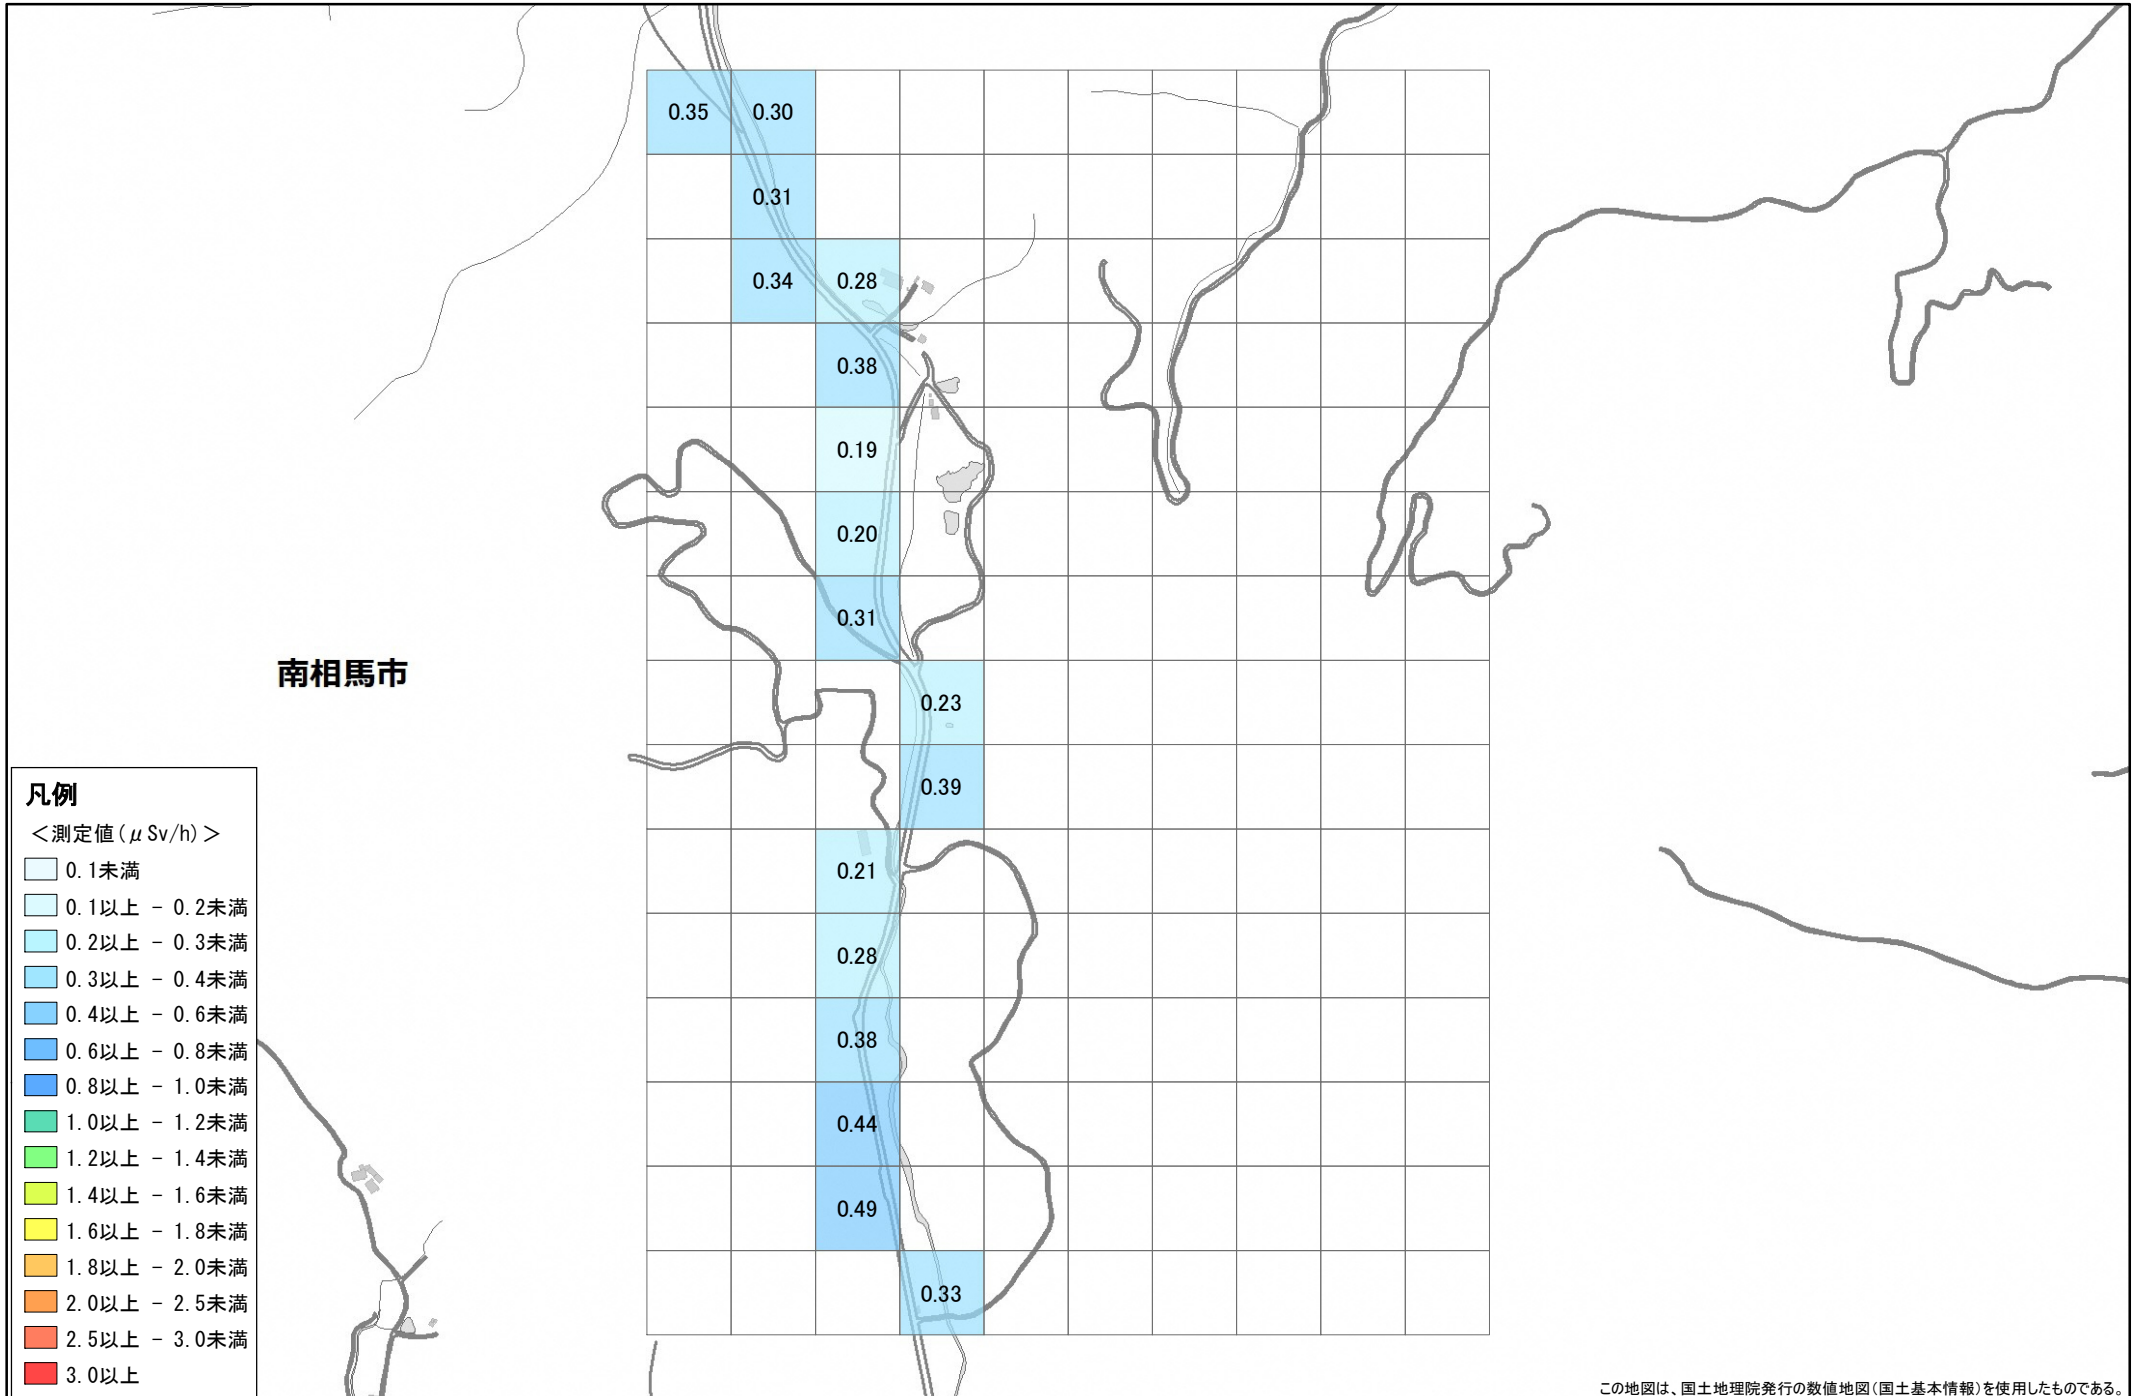 0.35 0.30
0.31
0.34 0.28
0.38
0.19
0.20
0.31
南相馬市
0.23
0.39
0.21
0.28
0.38
0.44
0.49
0.33
凡例
＜測定値(μSv/h)＞
0.1未満
0.1以上 － 0.2未満
0.2以上 － 0.3未満
0.3以上 － 0.4未満
0.4以上 － 0.6未満
0.6以上 － 0.8未満
0.8以上 － 1.0未満
1.0以上 － 1.2未満
1.2以上 － 1.4未満
1.4以上 － 1.6未満
1.6以上 － 1.8未満
1.8以上 － 2.0未満
2.0以上 － 2.5未満
2.5以上 － 3.0未満
3.0以上
この地図は、国土地理院発行の数値地図(国土基本情報)を使用したものである。